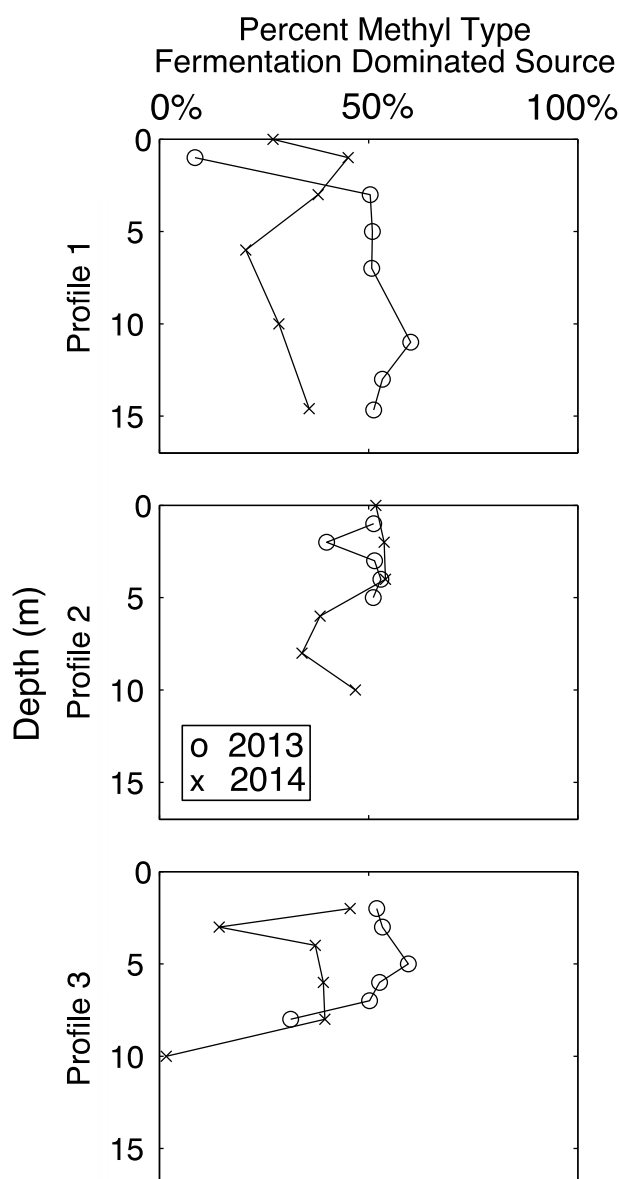 Percent Methyl Type
Fermentation Dominated Source
0% 50% 100%
0
5
10
15
Profile 1
0
5
10
15
Profile 2
Depth (m)
o 2013
x 2014
0
5
10
15
Profile 3